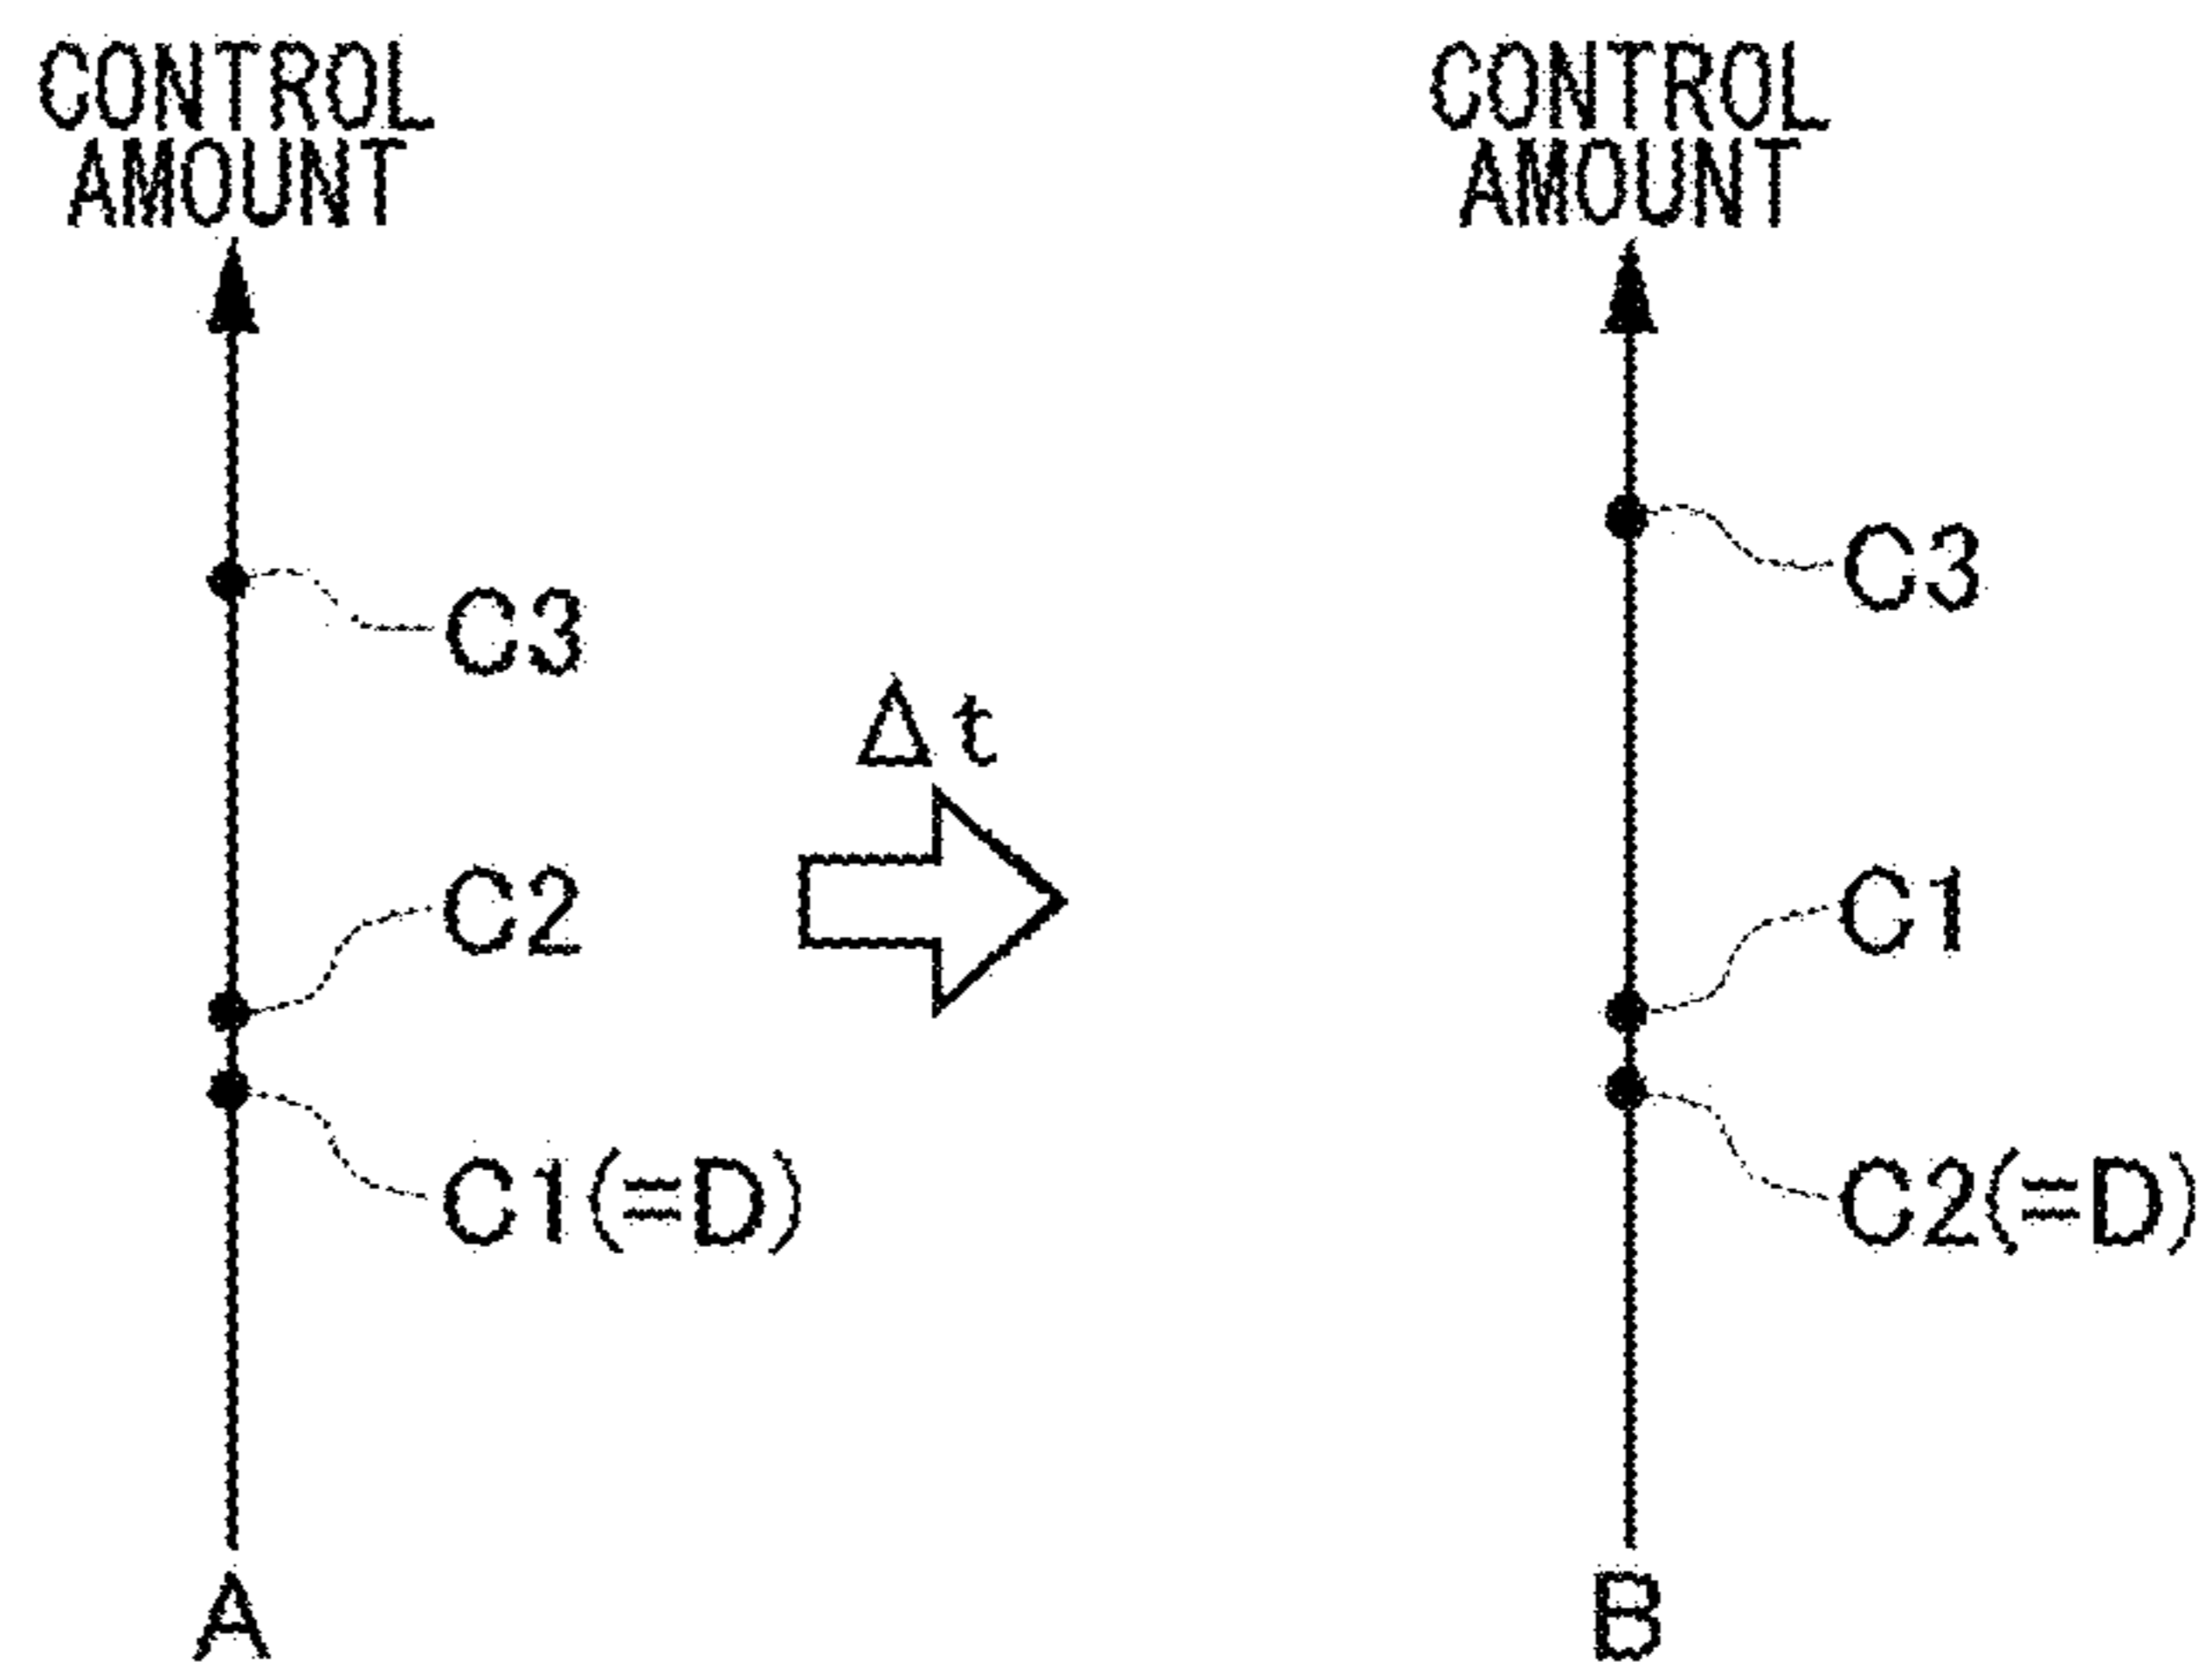 CONTROL
AMOUNT
C3
C2
C1(=D)
A
Δt
CONTROL
AMOUNT
C3
C1
C2(=D)
B